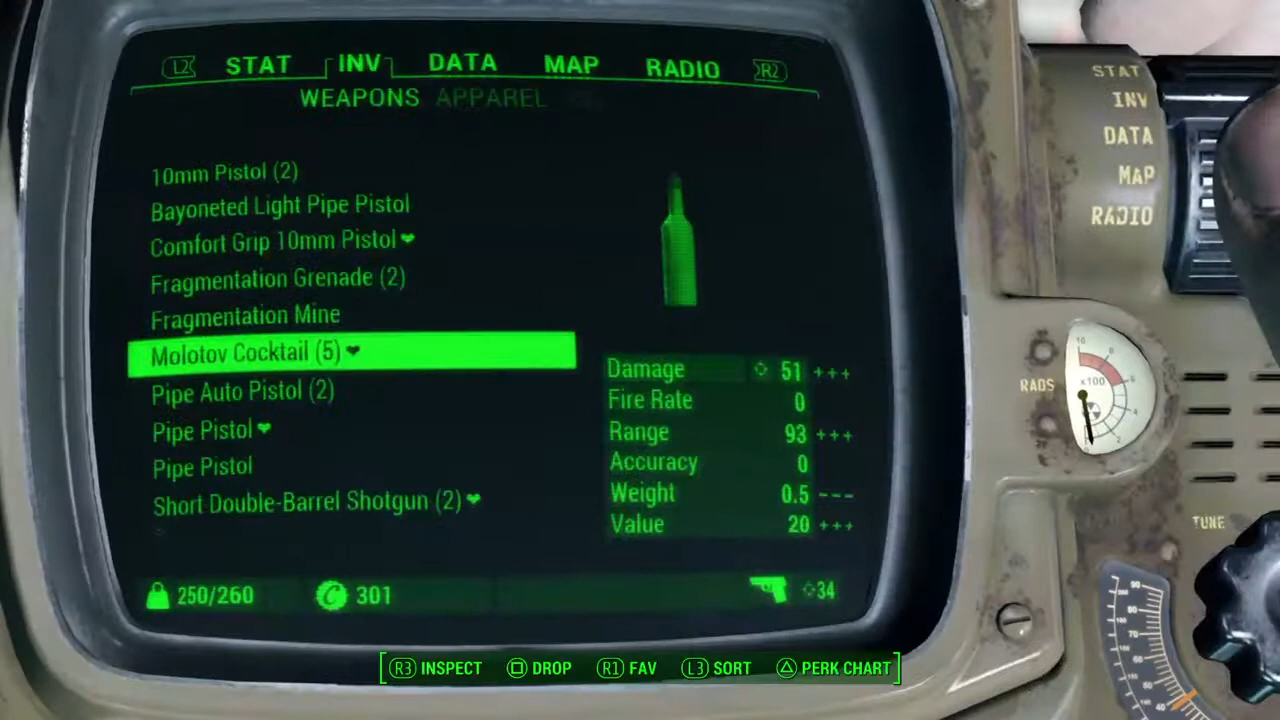 L2 STAT INV DATA MAP RADIO R2
WEAPONS APPAREL
10mm Pistol (2)
Bayoneted Light Pipe Pistol
Comfort Grip 10mm Pistol ❤
Fragmentation Grenade (2)
Fragmentation Mine
Molotov Cocktail (5) ❤
Pipe Auto Pistol (2)
Pipe Pistol ❤
Pipe Pistol
Short Double-Barrel Shotgun (2) ❤
Damage 51 +++
Fire Rate 0
Range 93 +++
Accuracy 0
Weight 0.5 ---
Value 20 +++
250/260 301 34
R3 INSPECT DROP R1 FAV L3 SORT PERK CHART
STAT
INV
DATA
MAP
RADIO
RADS
x100
TUNE